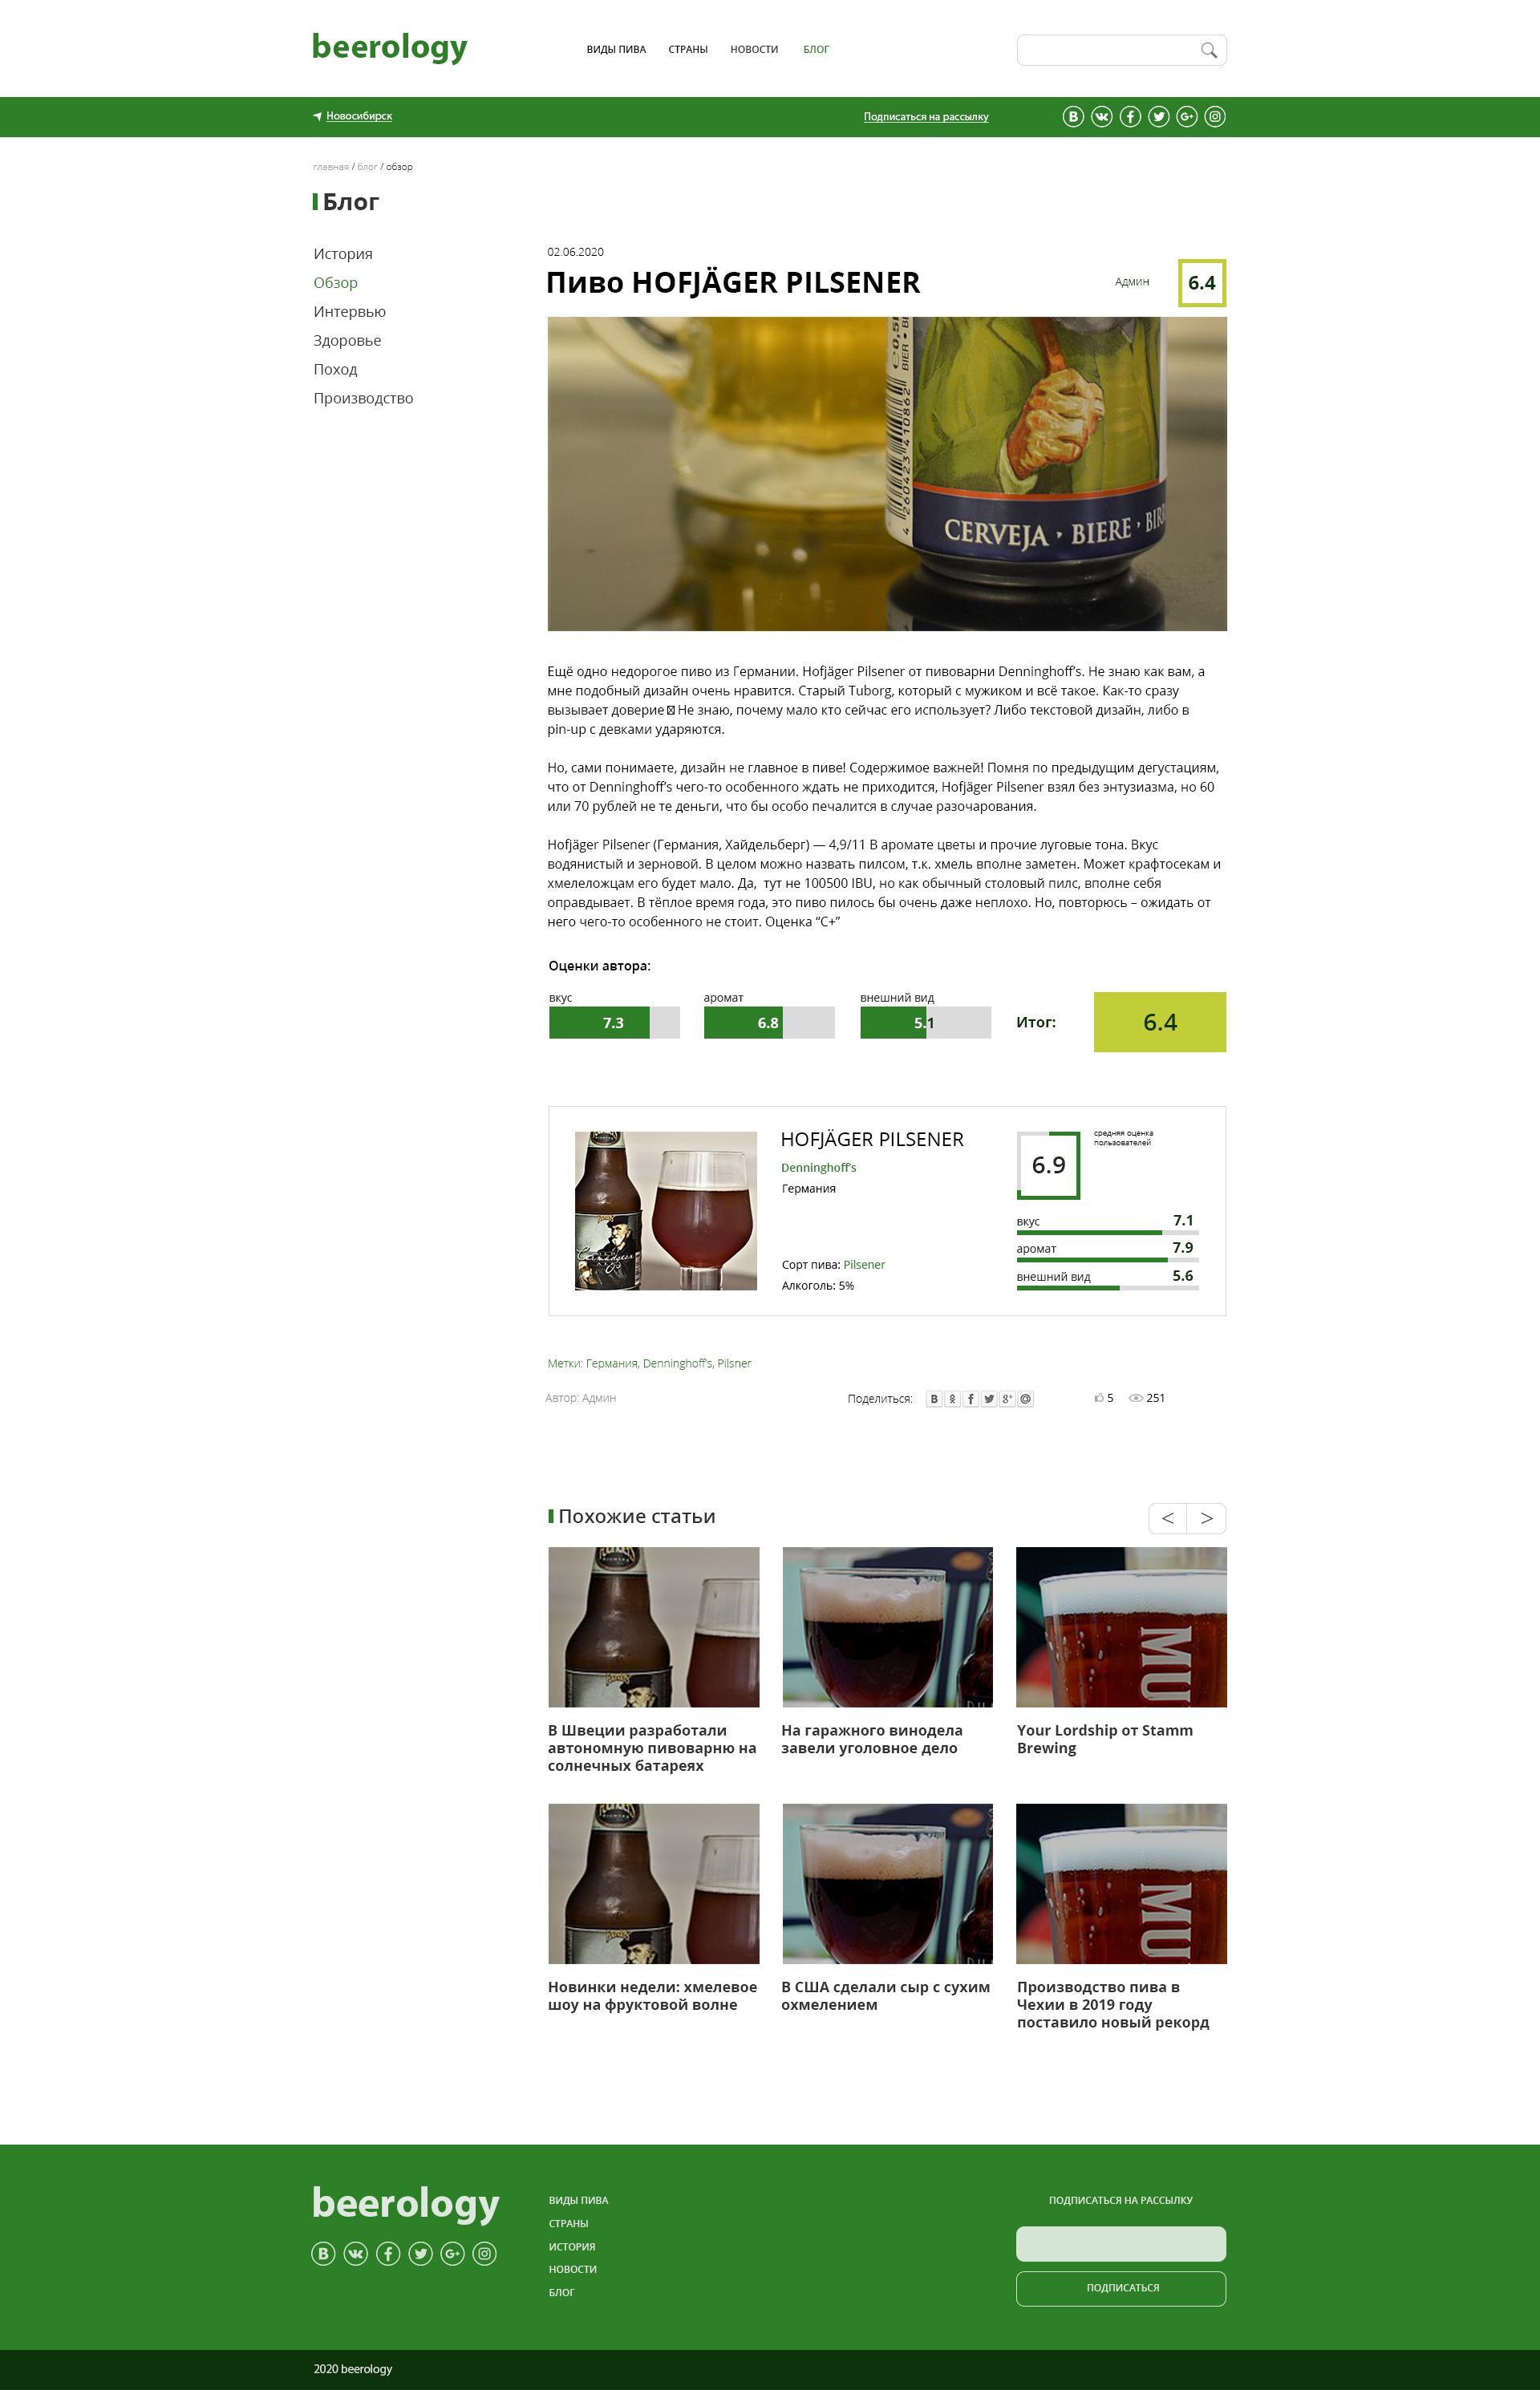 beerology
ВИДЫ ПИВА СТРАНЫ НОВОСТИ БЛОГ
Новосибирск
Подписаться на рассылку
главная / блог / обзор
Блог
История
Обзор
Интервью
Здоровье
Поход
Производство
02.06.2020
Пиво HOFJÄGER PILSENER
Админ
6.4
BIER •
4 260423 410862
CERVEJA · BIERE ·
Ещё одно недорогое пиво из Германии. Hofjäger Pilsener от пивоварни Denninghoff’s. Не знаю как вам, а
мне подобный дизайн очень нравится. Старый Tuborg, который с мужиком и всё такое. Как-то сразу
вызывает доверие Не знаю, почему мало кто сейчас его использует? Либо текстовой дизайн, либо в
pin-up с девками ударяются.
Но, сами понимаете, дизайн не главное в пиве! Содержимое важней! Помня по предыдущим дегустациям,
что от Denninghoff’s чего-то особенного ждать не приходится, Hofjäger Pilsener взял без энтузиазма, но 60
или 70 рублей не те деньги, что бы особо печалится в случае разочарования.
Hofjäger Pilsener (Германия, Хайдельберг) — 4,9/11 В аромате цветы и прочие луговые тона. Вкус
водянистый и зерновой. В целом можно назвать пилсом, т.к. хмель вполне заметен. Может крафтосекам и
хмелеложцам его будет мало. Да, тут не 100500 IBU, но как обычный столовый пилс, вполне себя
оправдывает. В тёплое время года, это пиво пилось бы очень даже неплохо. Но, повторюсь – ожидать от
него чего-то особенного не стоит. Оценка “C+”
Оценки автора:
вкус
7.3
аромат
6.8
внешний вид
5.1
Итог:
6.4
HOFJÄGER PILSENER
Denninghoff’s
Германия
Сорт пива: Pilsener
Алкоголь: 5%
6.9
средняя оценка
пользователей
вкус 7.1
аромат 7.9
внешний вид 5.6
Метки: Германия, Denninghoff’s, Pilsner
Автор: Админ
Поделиться:
5
251
Похожие статьи
< >
MU
В Швеции разработали
автономную пивоварню на
солнечных батареях
На гаражного винодела
завели уголовное дело
Your Lordship от Stamm
Brewing
MU
Новинки недели: хмелевое
шоу на фруктовой волне
В США сделали сыр с сухим
охмелением
Производство пива в
Чехии в 2019 году
поставило новый рекорд
beerology
ВИДЫ ПИВА
СТРАНЫ
ИСТОРИЯ
НОВОСТИ
БЛОГ
ПОДПИСАТЬСЯ НА РАССЫЛКУ
ПОДПИСАТЬСЯ
2020 beerology